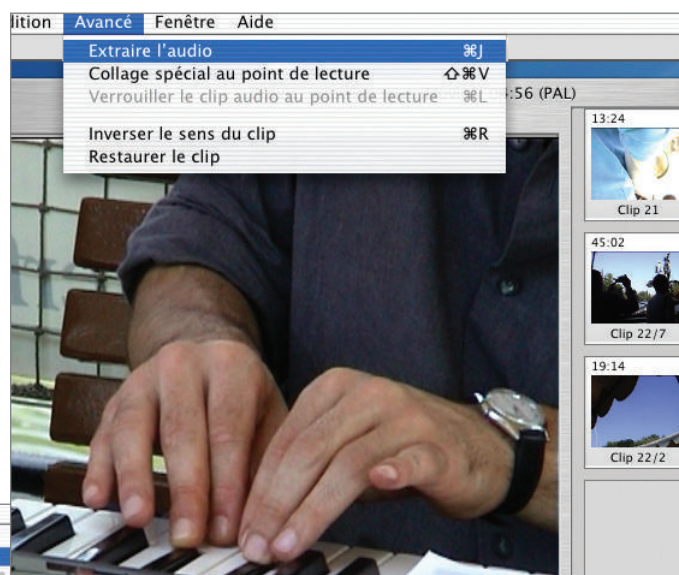 dition Avancé Fenêtre Aide
Extraire l'audio ⌘J
Collage spécial au point de lecture ⇧⌘V
Verrouiller le clip audio au point de lecture ⌘L
Inverser le sens du clip ⌘R
Restaurer le clip
:56 (PAL)
13:24
Clip 21
45:02
Clip 22/7
19:14
Clip 22/2